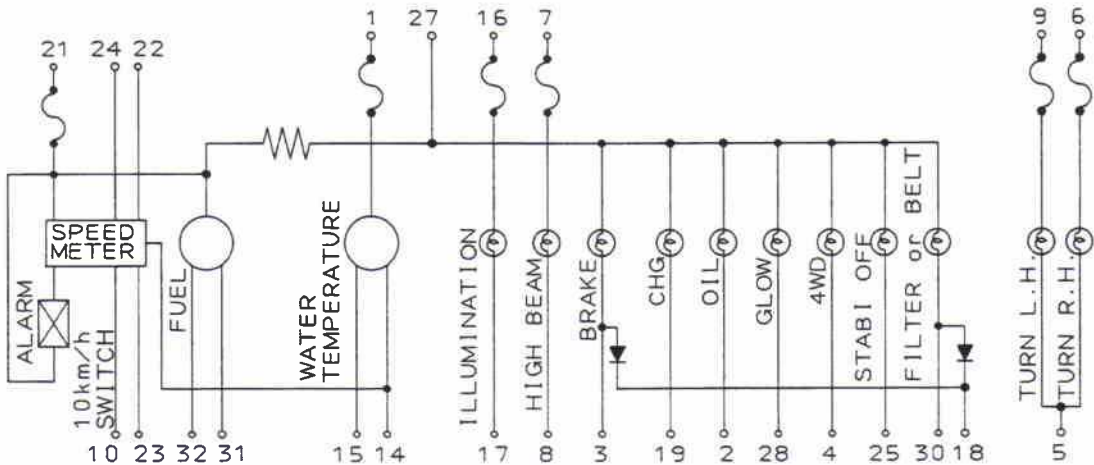 1 27 16 7 9 6
21 24 22
SPEED
METER
ALARM
10km/h
SWITCH
FUEL
WATER
TEMPERATURE
ILLUMINATION
HIGH BEAM
BRAKE
CHG
OIL
GLOW
4WD
STABI OFF
FILTER or BELT
TURN L.H.
TURN R.H.
10 23 32 31 15 14 17 8 3 19 2 28 4 25 30 18 5